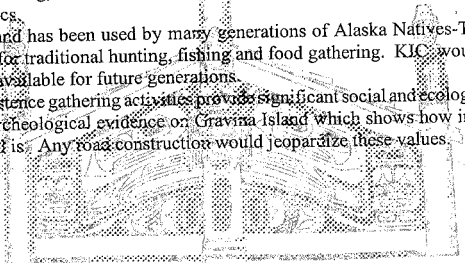 cs.
and has been used by many generations of Alaska Natives-T
for traditional hunting, fishing and food gathering. KIC wou
available for future generations.
stence gathering activities provide significant social and ecolog
rcheological evidence on Gravina Island which shows how in
d is. Any road construction would jeopardize these values.